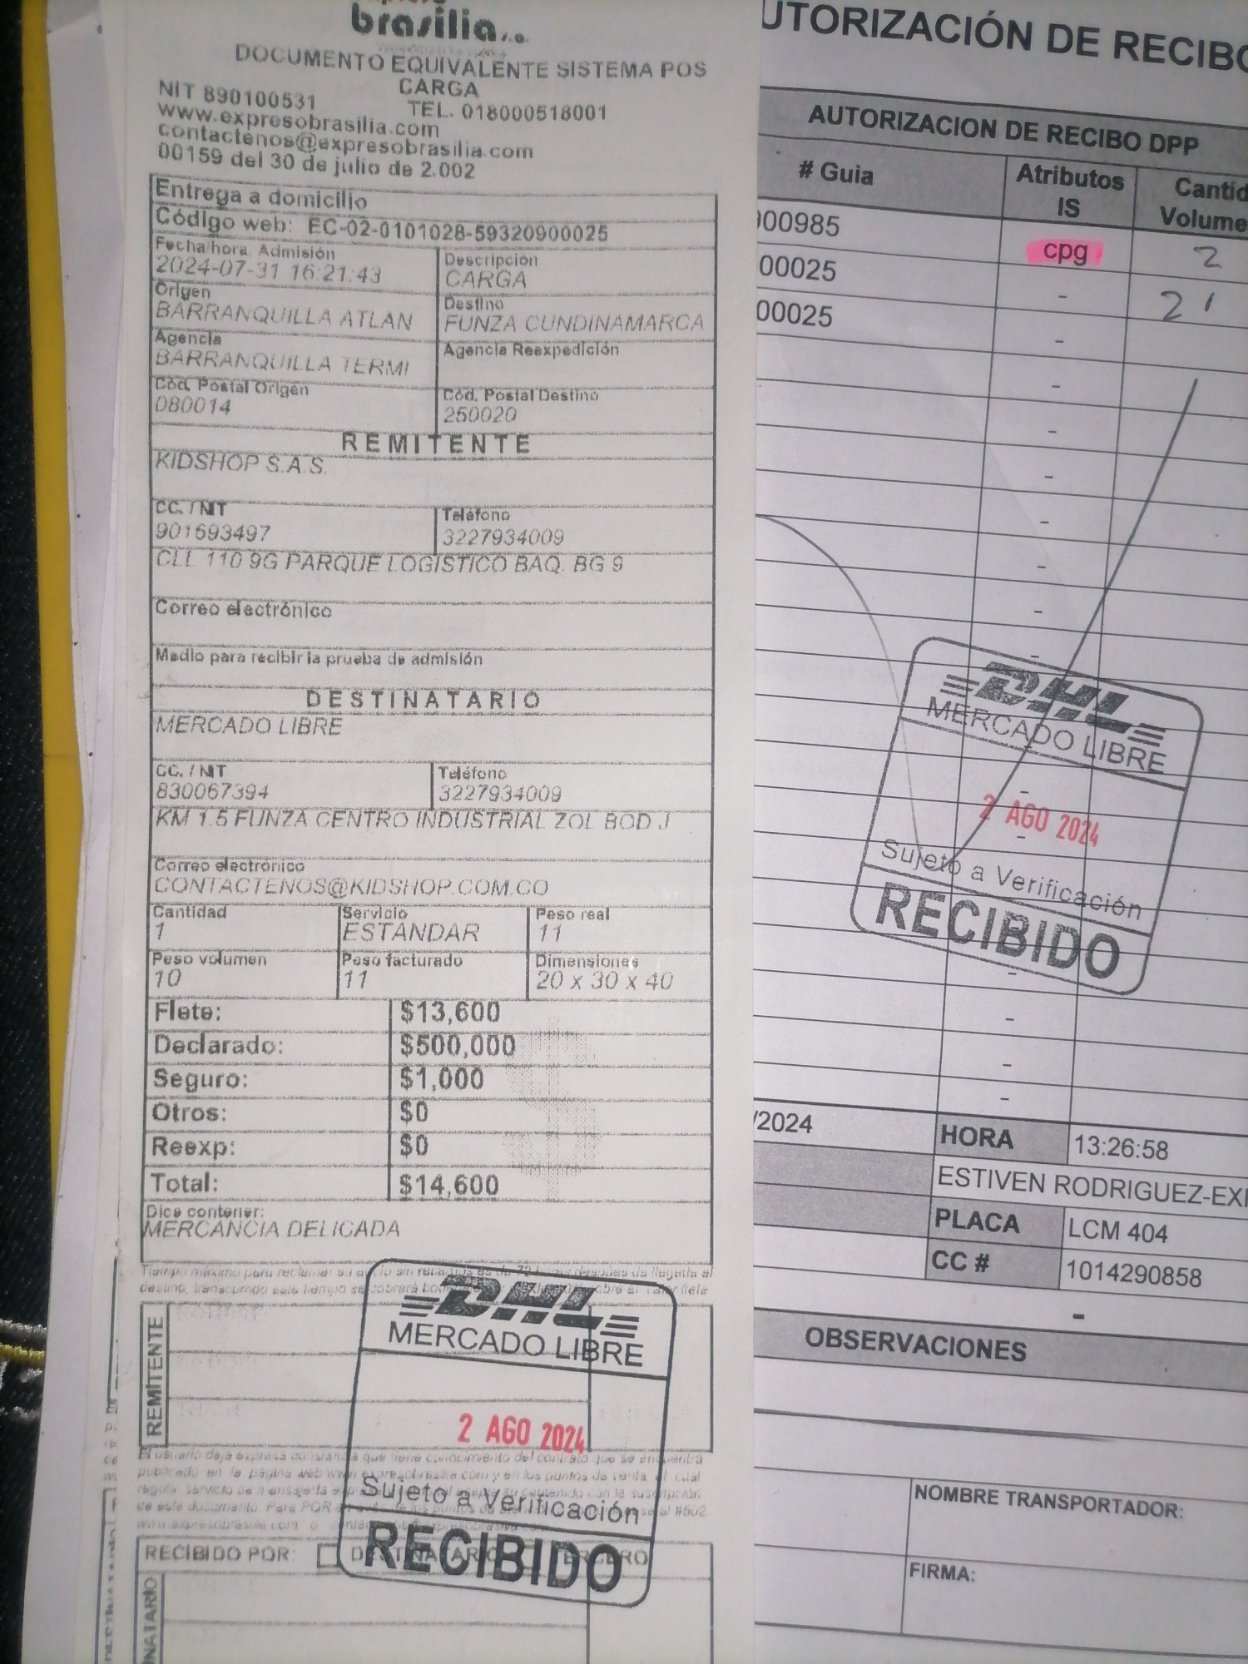 brasilia s.a.
DOCUMENTO EQUIVALENTE SISTEMA POS
CARGA
NIT 890100531
TEL. 018000518001
www.expresobrasilia.com
contactenos@expresobrasilia.com
00159 del 30 de julio de 2.002
Entrega a domicilio
Código web: EC-02-0101028-59320900025
Fecha/hora. Admisión
2024-07-31 16:21:43
Descripción
CARGA
Origen
BARRANQUILLA ATLAN
Destino
FUNZA CUNDINAMARCA
Agencia
BARRANQUILLA TERMI
Agencia Reexpedición
Cód. Postal Origen
080014
Cód. Postal Destino
250020
REMITENTE
KIDSHOP S.A.S.
CC. / NIT
901693497
Teléfono
3227934009
CLL 110 9G PARQUE LOGISTICO BAQ. BG 9
Correo electrónico
Medio para recibir la prueba de admisión
DESTINATARIO
MERCADO LIBRE
CC. / NIT
830067394
Teléfono
3227934009
KM 1.5 FUNZA CENTRO INDUSTRIAL ZOL BOD J
Correo electrónico
CONTACTENOS@KIDSHOP.COM.CO
Cantidad
1
Servicio
ESTANDAR
Peso real
11
Peso volumen
10
Peso facturado
11
Dimensiones
20 x 30 x 40
Flete: $13,600
Declarado: $500,000
Seguro: $1,000
Otros: $0
Reexp: $0
Total: $14,600
Dice contener:
MERCANCIA DELICADA
Tiempo máximo para reclamar su
REMITENTE
DHL
MERCADO LIBRE
2 AGO 2024
Sujeto a Verificación
RECIBIDO
RECIBIDO POR:
NATARIO
UTORIZACIÓN DE RECIBO
AUTORIZACION DE RECIBO DPP
# Guia
Atributos IS
Cantid
Volume
00985 cpg 2
00025 - 2
00025 -
DHL
MERCADO LIBRE
2 AGO 2024
Sujeto a Verificación
RECIBIDO
/2024 HORA 13:26:58
ESTIVEN RODRIGUEZ-EX
PLACA LCM 404
CC # 1014290858
-
OBSERVACIONES
NOMBRE TRANSPORTADOR:
FIRMA: